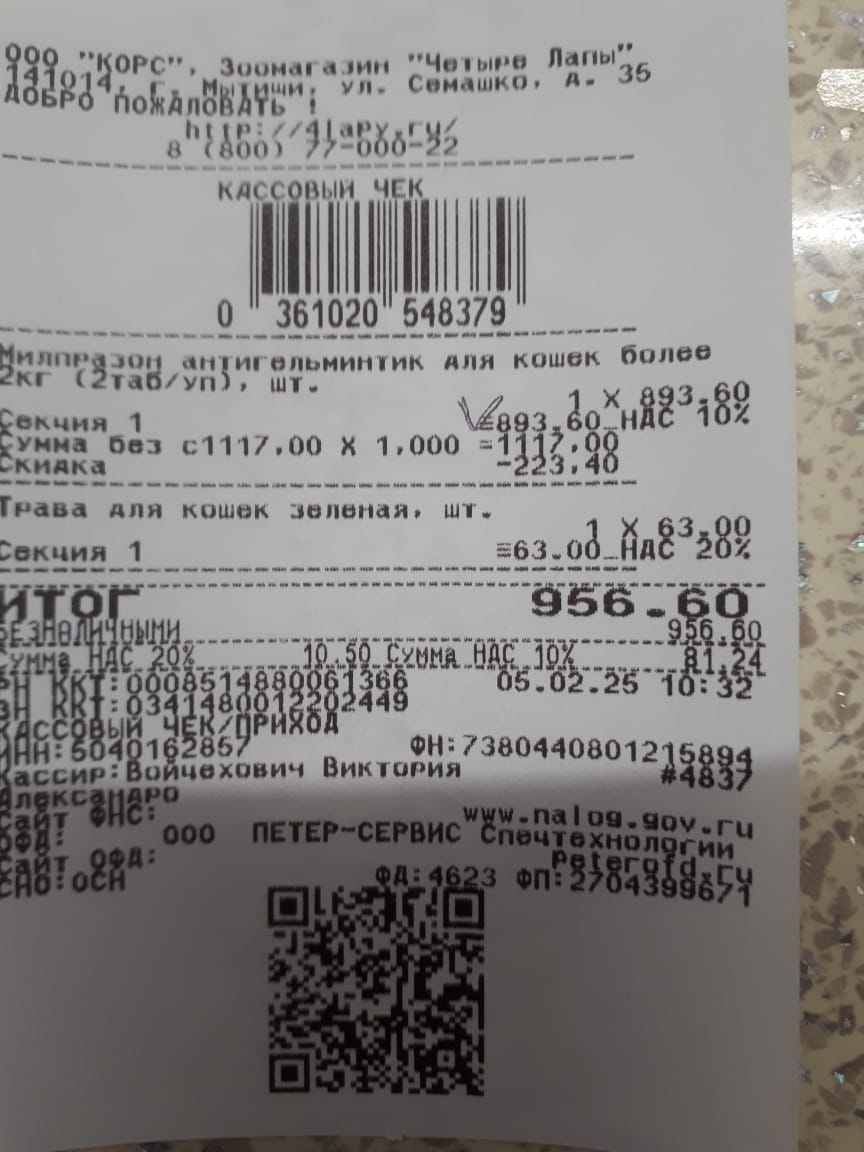 ООО "КОРС", Зоомагазин "Четыре Лапы"
141014, г. Мытищи, ул. Семашко, д. 35
ДОБРО ПОЖАЛОВАТЬ !
http://4lapy.ru/
8 (800) 77-000-22
КАССОВЫЙ ЧЕК
0 361020 548379
Милпразон антигельминтик для кошек более
2кг (2таб/уп), шт.
1 X 893.60
Секция 1 ≡893.60_НДС 10%
Сумма без с1117.00 X 1,000 =1117.00
Скидка -223.40
Трава для кошек зеленая, шт.
1 X 63.00
Секция 1 ≡63.00_НДС 20%
ИТОГ 956.60
БЕЗНАЛИЧНЫМИ 956.60
Сумма НДС 20% 10.50 Сумма НДС 10% 81.24
РН ККТ:0008514880061366 05.02.25 10:32
ЗН ККТ:0341480012202449
КАССОВЫЙ ЧЕК/ПРИХОД
ИНН:5040162857 ФН:7380440801215894
Кассир:Войчехович Виктория #4837
Александро
Сайт ФНС: www.nalog.gov.ru
ОФД: ООО ПЕТЕР-СЕРВИС Спецтехнологии
Сайт ОФД: Peterofd.ru
СНО:ОСН ФД:4623 ФП:2704399671